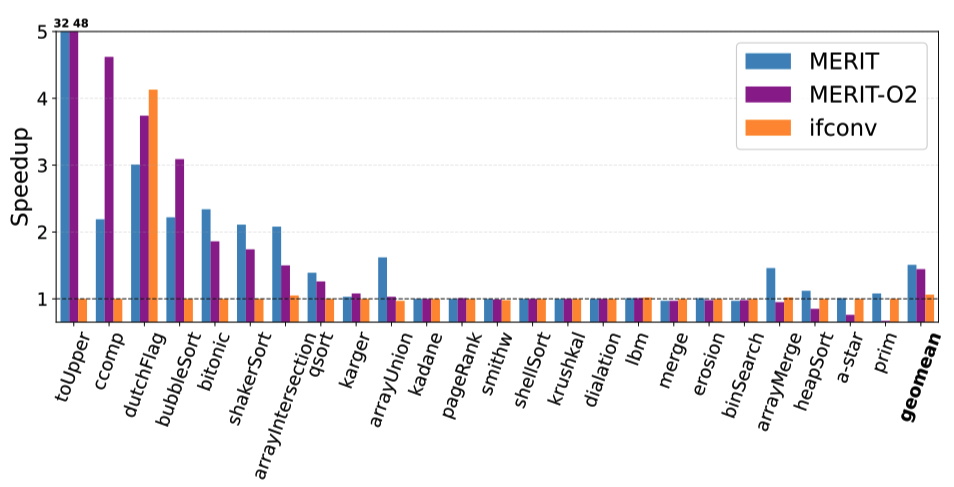 32 48
5
4
3
2
1
Speedup
MERIT
MERIT-O2
ifconv
toUpper
ccomp
dutchFlag
bubbleSort
bitonic
shakerSort
arrayIntersection
qsort
karger
arrayUnion
kadane
pageRank
smithw
shellSort
krushkal
dialation
lbm
merge
erosion
binSearch
arrayMerge
heapSort
a-star
prim
geomean